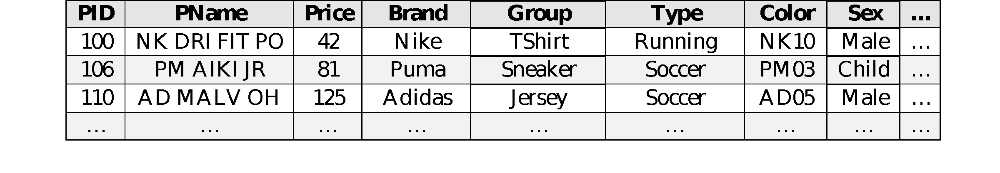 PID PName Price Brand Group Type Color Sex ...
100 NK DRI FIT PO 42 Nike TShirt Running NK10 Male ...
106 PM AIKI JR 81 Puma Sneaker Soccer PM03 Child ...
110 AD MALV OH 125 Adidas Jersey Soccer AD05 Male ...
... ... ... ... ... ... ... ... ...